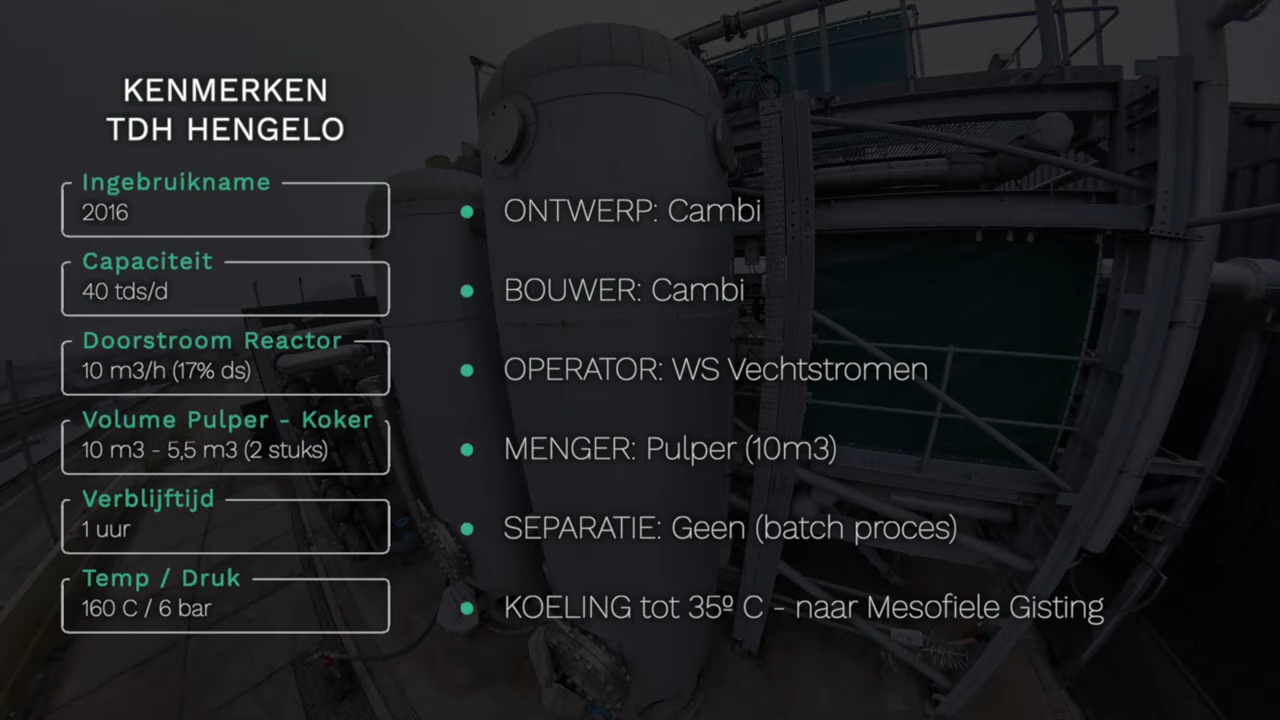 KENMERKEN
TDH HENGELO
Ingebruikname
2016
Capaciteit
40 tds/d
Doorstroom Reactor
10 m3/h (17% ds)
Volume Pulper - Koker
10 m3 - 5,5 m3 (2 stuks)
Verblijftijd
1 uur
Temp / Druk
160 C / 6 bar
ONTWERP: Cambi
BOUWER: Cambi
OPERATOR: WS Vechtstromen
MENGER: Pulper (10m3)
SEPARATIE: Geen (batch proces)
KOELING tot 35º C - naar Mesofiele Gisting